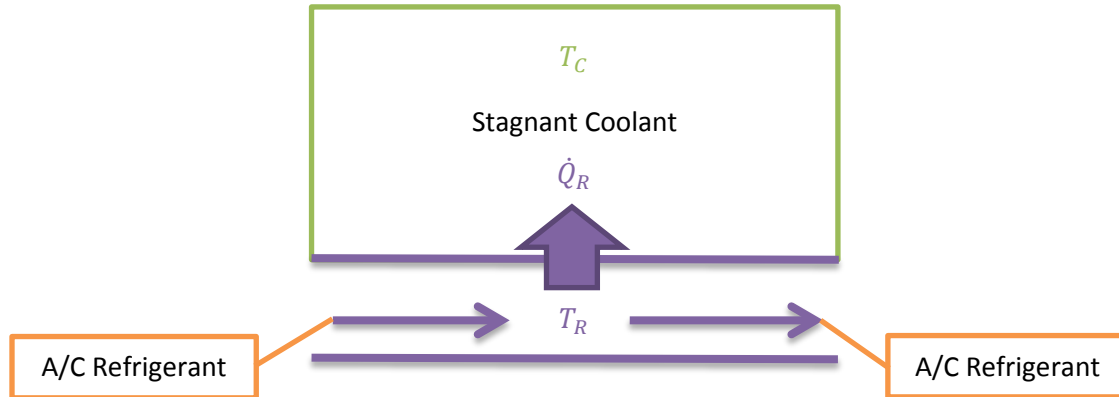 T_C
Stagnant Coolant
Q̇_R
T_R
A/C Refrigerant
A/C Refrigerant